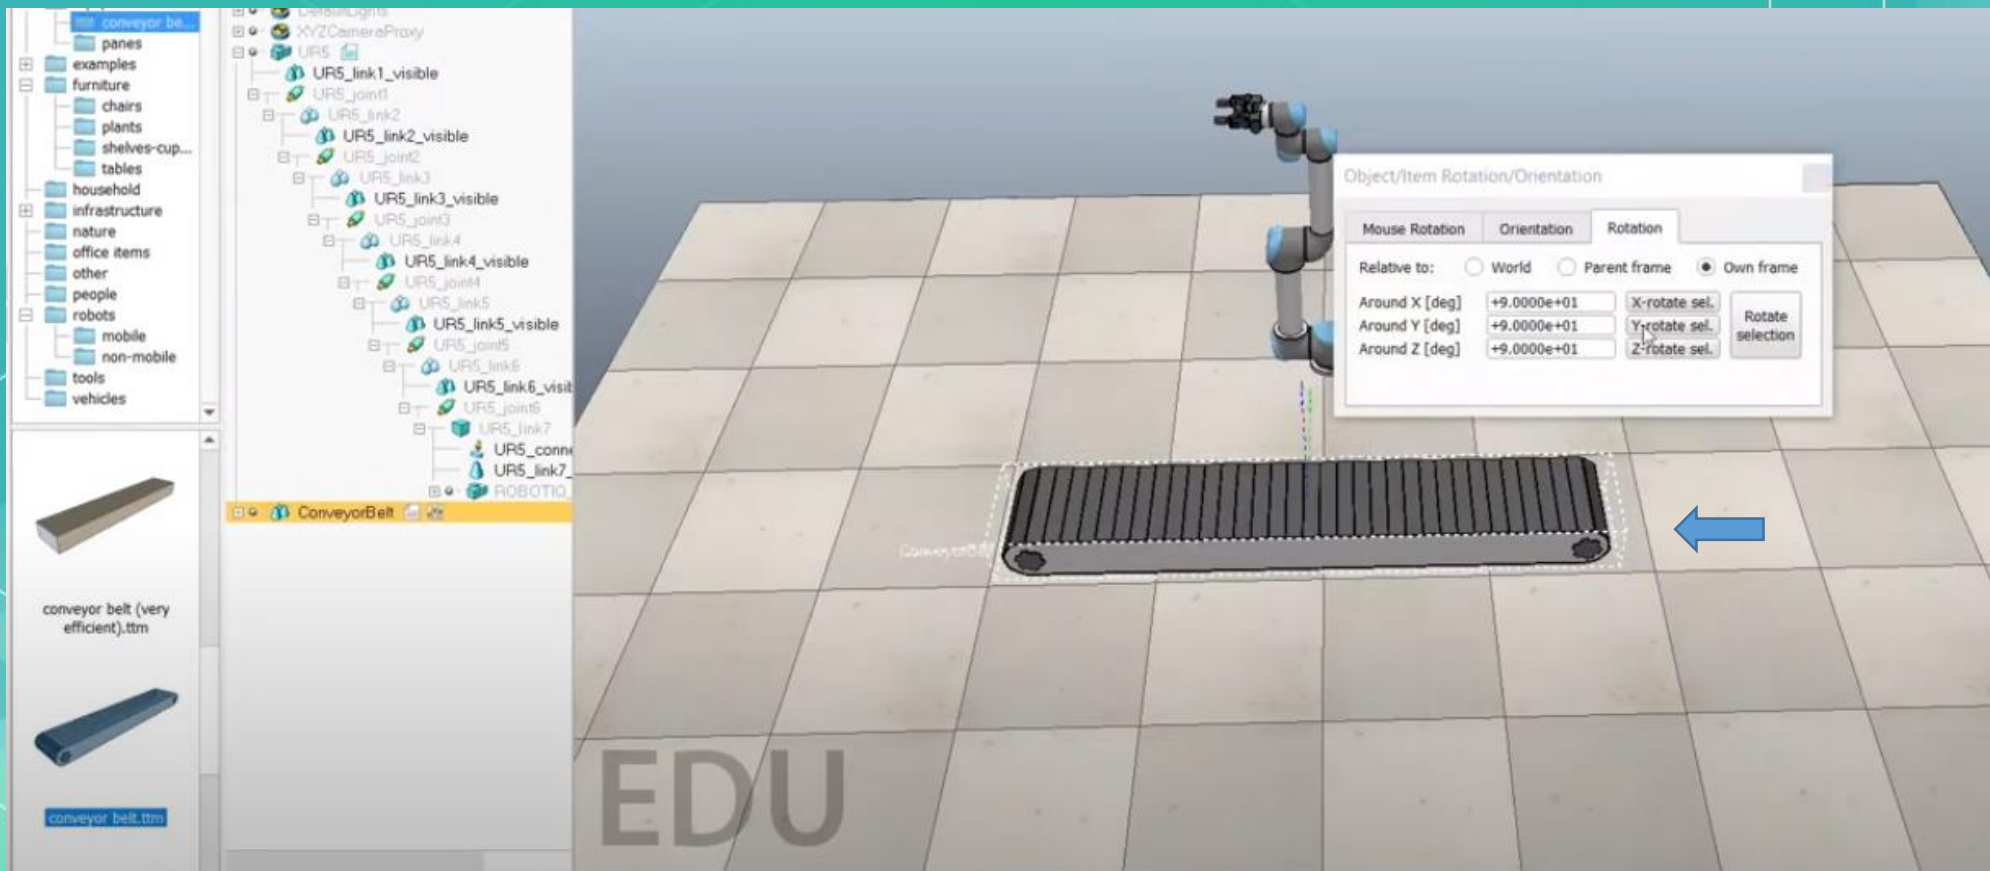 conveyor be...
panes
examples
furniture
chairs
plants
shelves-cup...
tables
household
infrastructure
nature
office items
other
people
robots
mobile
non-mobile
tools
vehicles
conveyor belt (very
efficient).ttm
conveyor belt.ttm
DefaultLights
XYZCameraProxy
UR5
UR5_link1_visible
UR5_joint1
UR5_link2
UR5_link2_visible
UR5_joint2
UR5_link3
UR5_link3_visible
UR5_joint3
UR5_link4
UR5_link4_visible
UR5_joint4
UR5_link5
UR5_link5_visible
UR5_joint5
UR5_link6
UR5_link6_visib
UR5_joint6
UR5_link7
UR5_conne
UR5_link7_
ROBOTIQ_
ConveyorBelt
Object/Item Rotation/Orientation
Mouse Rotation Orientation Rotation
Relative to: World Parent frame Own frame
Around X [deg] +9.0000e+01 X-rotate sel.
Around Y [deg] +9.0000e+01 Y-rotate sel.
Around Z [deg] +9.0000e+01 Z-rotate sel.
Rotate
selection
ConveyorBelt
EDU